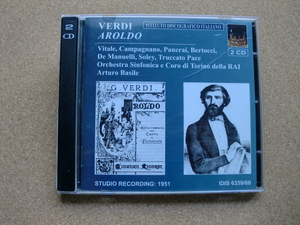 2 CD
VERDI
AROLDO
ISTITUTO DISCOGRAFICO ITALIANO
2 CD
Vitale, Campagnano, Panerai, Bertocci,
De Manuelli, Soley, Truccato Pace
Orchestra Sinfonica e Coro di Torino della RAI
Arturo Basile
G. VERDI
AROLDO
STUDIO RECORDING: 1951
IDIS 6359/60